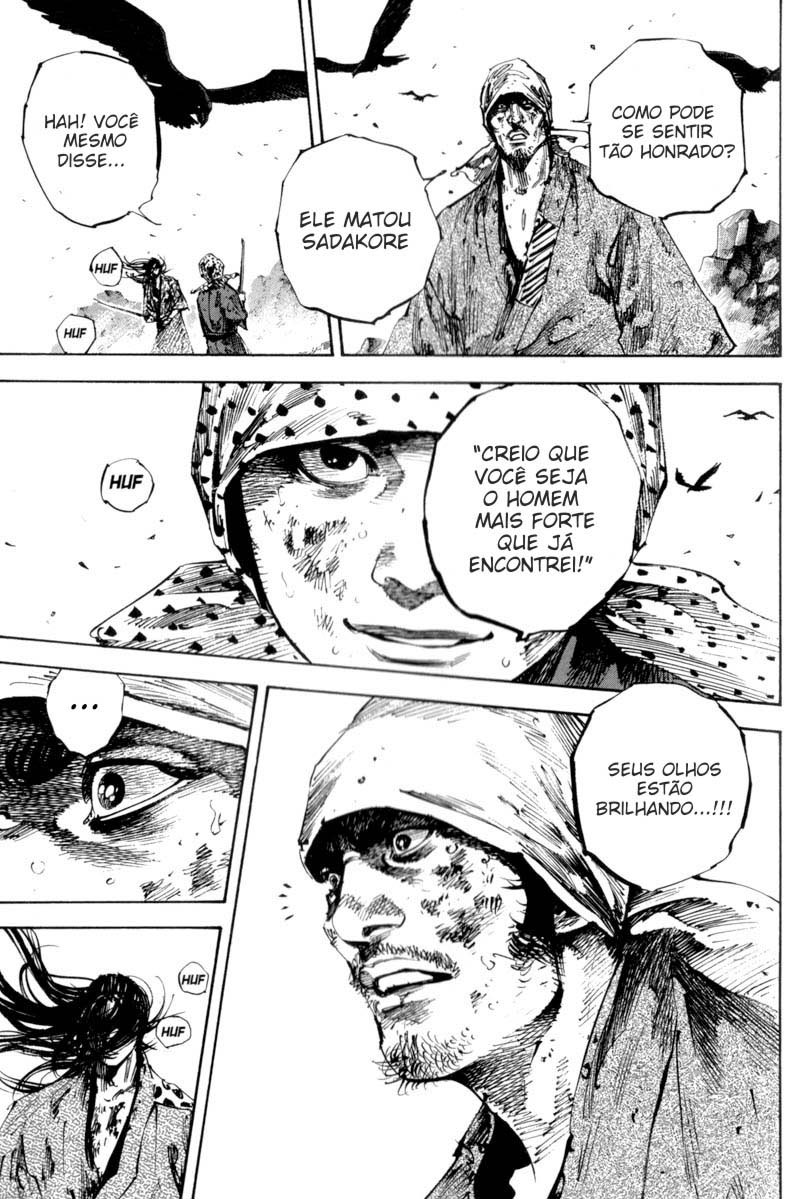 COMO PODE
SE SENTIR
TÃO HONRADO?
ELE MATOU
SADAKORE
HAH! VOCÊ
MESMO
DISSE...
HUF
HUF
"CREIO QUE
VOCÊ SEJA
O HOMEM
MAIS FORTE
QUE JÁ
ENCONTREI!"
HUF
SEUS OLHOS
ESTÃO
BRILHANDO...!!!
...
HUF
HUF